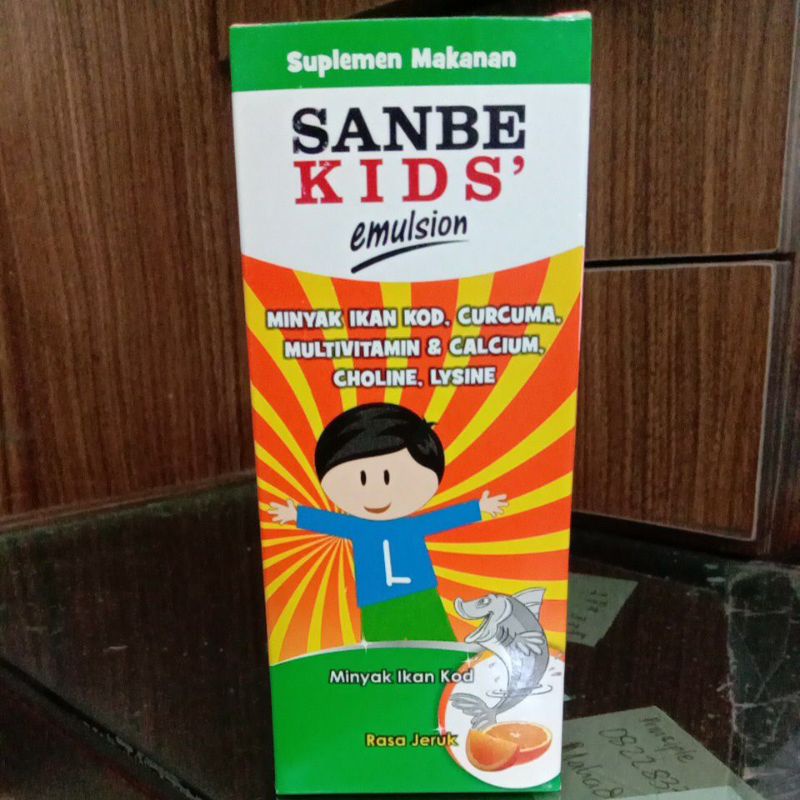 Suplemen Makanan
SANBE
KIDS'
emulsion
MINYAK IKAN KOD, CURCUMA,
MULTIVITAMIN & CALCIUM,
CHOLINE, LYSINE
L
Minyak Ikan Kod
Rasa Jeruk